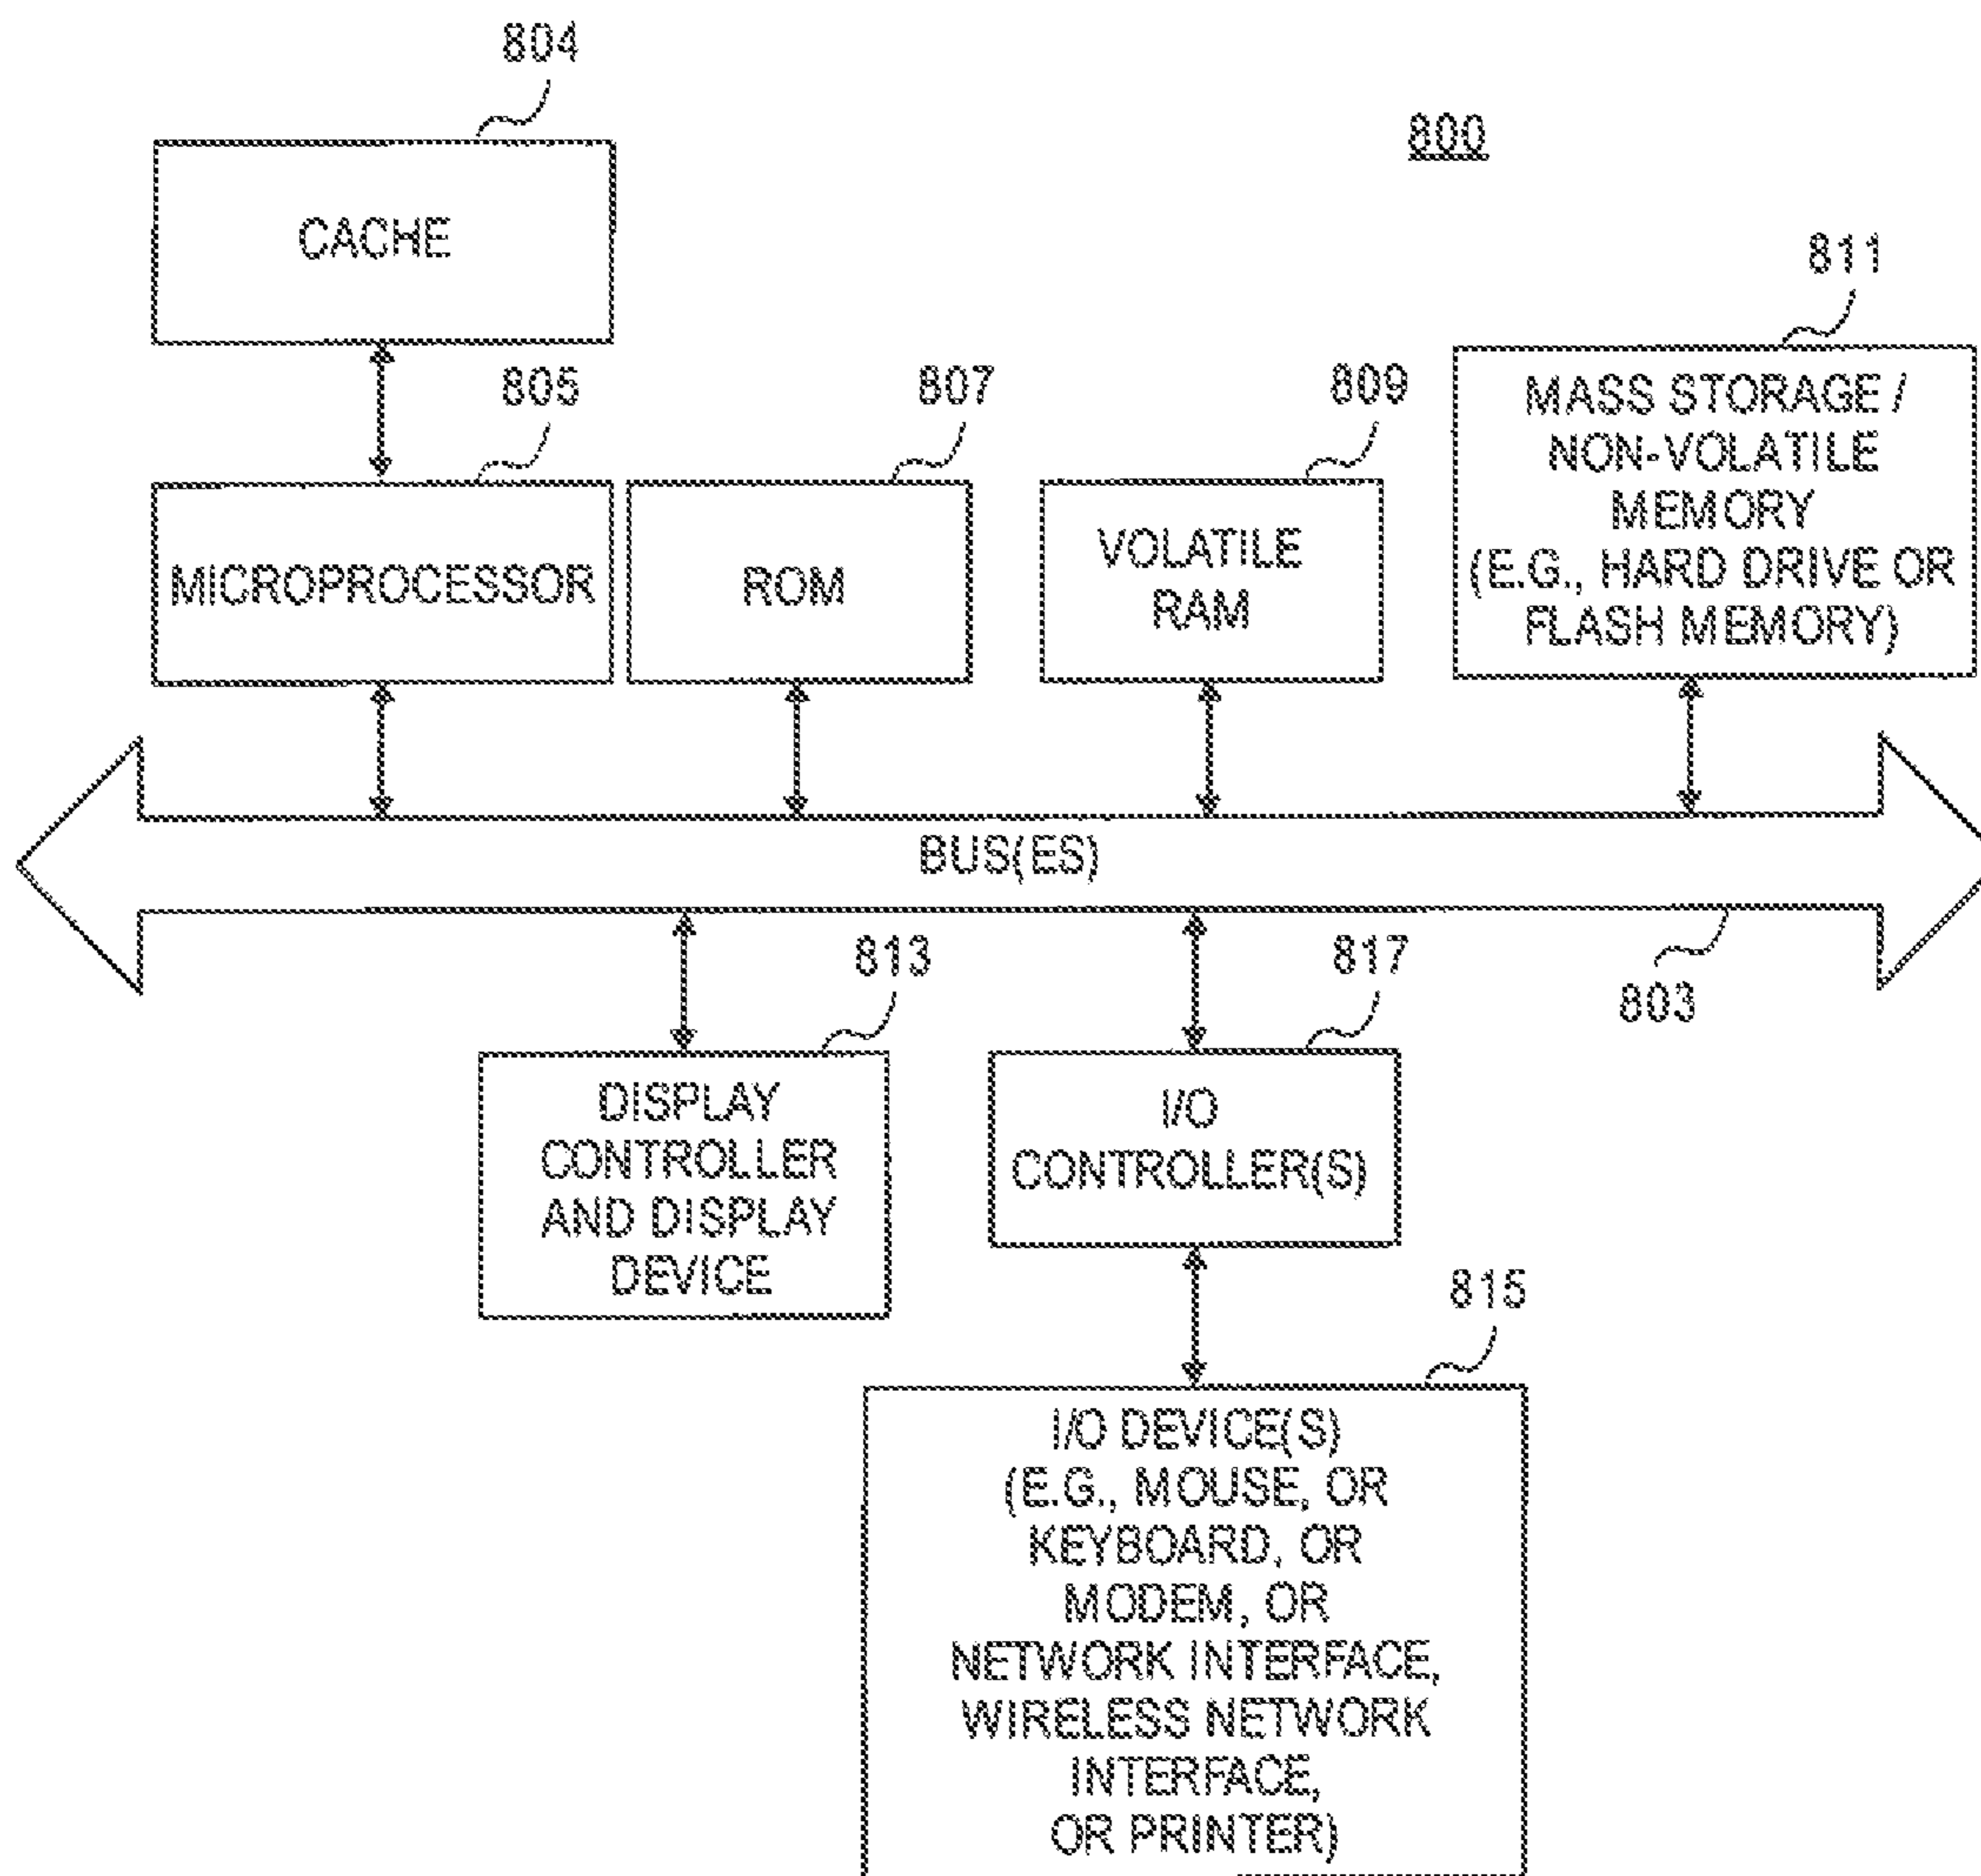 804
800
CACHE
811
805
807
809
MASS STORAGE /
NON-VOLATILE
MEMORY
(E.G., HARD DRIVE OR
FLASH MEMORY)
MICROPROCESSOR
ROM
VOLATILE
RAM
BUS(ES)
813
817
803
DISPLAY
CONTROLLER
AND DISPLAY
DEVICE
I/O
CONTROLLER(S)
815
I/O DEVICE(S)
(E.G., MOUSE, OR
KEYBOARD, OR
MODEM, OR
NETWORK INTERFACE,
WIRELESS NETWORK
INTERFACE,
OR PRINTER)